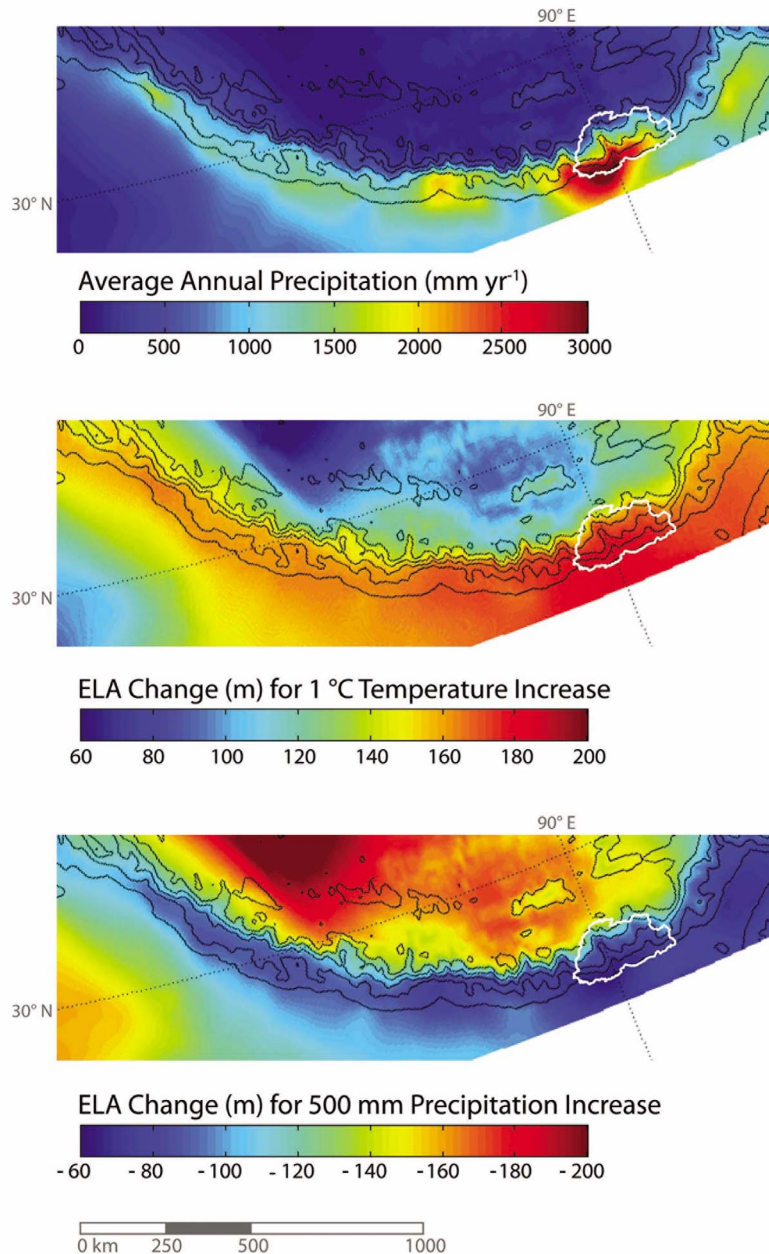 90° E
30° N
Average Annual Precipitation (mm yr⁻¹)
0 500 1000 1500 2000 2500 3000
90° E
30° N
ELA Change (m) for 1 °C Temperature Increase
60 80 100 120 140 160 180 200
90° E
30° N
ELA Change (m) for 500 mm Precipitation Increase
- 60 - 80 - 100 - 120 - 140 - 160 - 180 - 200
0 km 250 500 1000